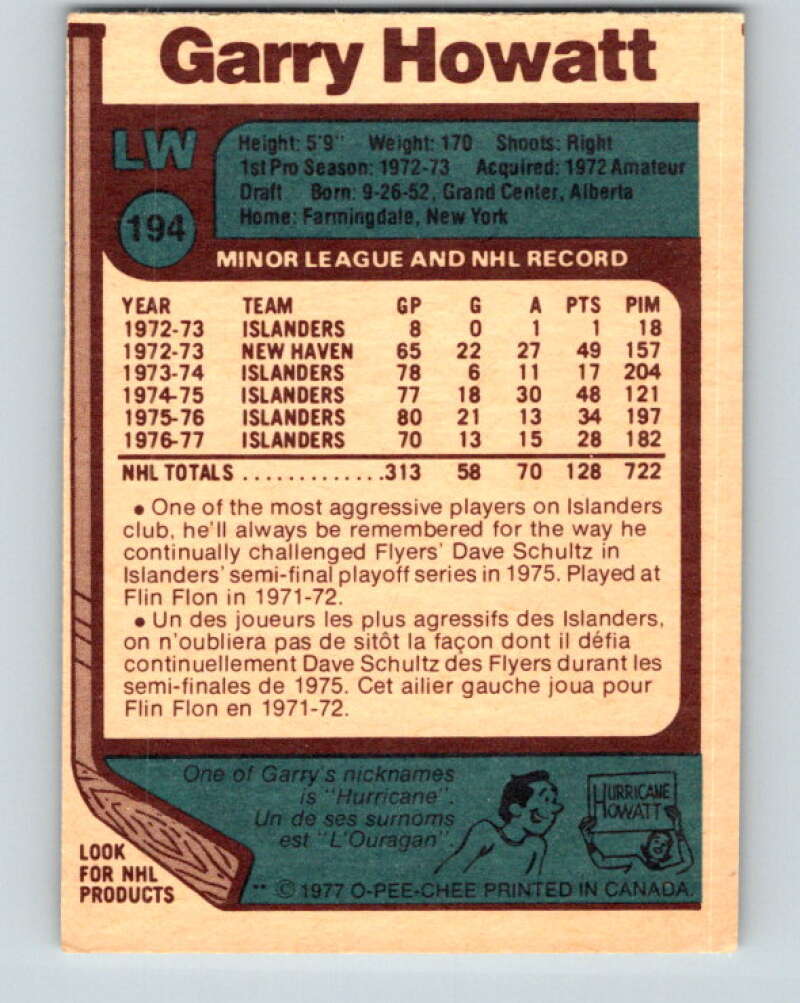 Garry Howatt
LW
194
Height: 5'9" Weight: 170 Shoots: Right
1st Pro Season: 1972-73 Acquired: 1972 Amateur
Draft Born: 9-26-52, Grand Center, Alberta
Home: Farmingdale, New York
MINOR LEAGUE AND NHL RECORD
YEAR TEAM GP G A PTS PIM
1972-73 ISLANDERS 8 0 1 1 18
1972-73 NEW HAVEN 65 22 27 49 157
1973-74 ISLANDERS 78 6 11 17 204
1974-75 ISLANDERS 77 18 30 48 121
1975-76 ISLANDERS 80 21 13 34 197
1976-77 ISLANDERS 70 13 15 28 182
NHL TOTALS .............313 58 70 128 722
• One of the most aggressive players on Islanders
club, he'll always be remembered for the way he
continually challenged Flyers' Dave Schultz in
Islanders' semi-final playoff series in 1975. Played at
Flin Flon in 1971-72.
• Un des joueurs les plus agressifs des Islanders,
on n'oubliera pas de sitôt la façon dont il défia
continuellement Dave Schultz des Flyers durant les
semi-finales de 1975. Cet ailier gauche joua pour
Flin Flon en 1971-72.
One of Garry's nicknames
is "Hurricane".
Un de ses surnoms
est "L'Ouragan".
HURRICANE
HOWATT
LOOK
FOR NHL
PRODUCTS
** © 1977 O-PEE-CHEE PRINTED IN CANADA.